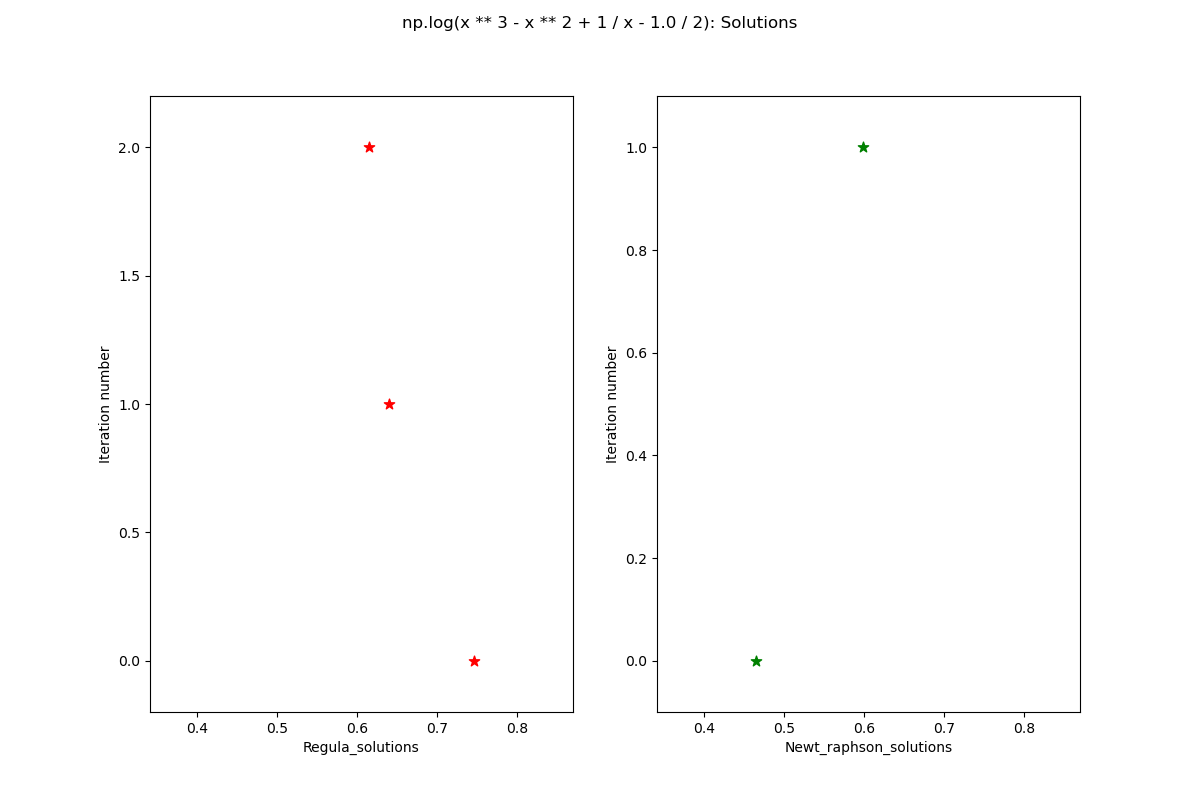 np.log(x ** 3 - x ** 2 + 1 / x - 1.0 / 2): Solutions
2.0
1.5
1.0
0.5
0.0
Iteration number
0.4 0.5 0.6 0.7 0.8
Regula_solutions
1.0
0.8
0.6
0.4
0.2
0.0
Iteration number
0.4 0.5 0.6 0.7 0.8
Newt_raphson_solutions